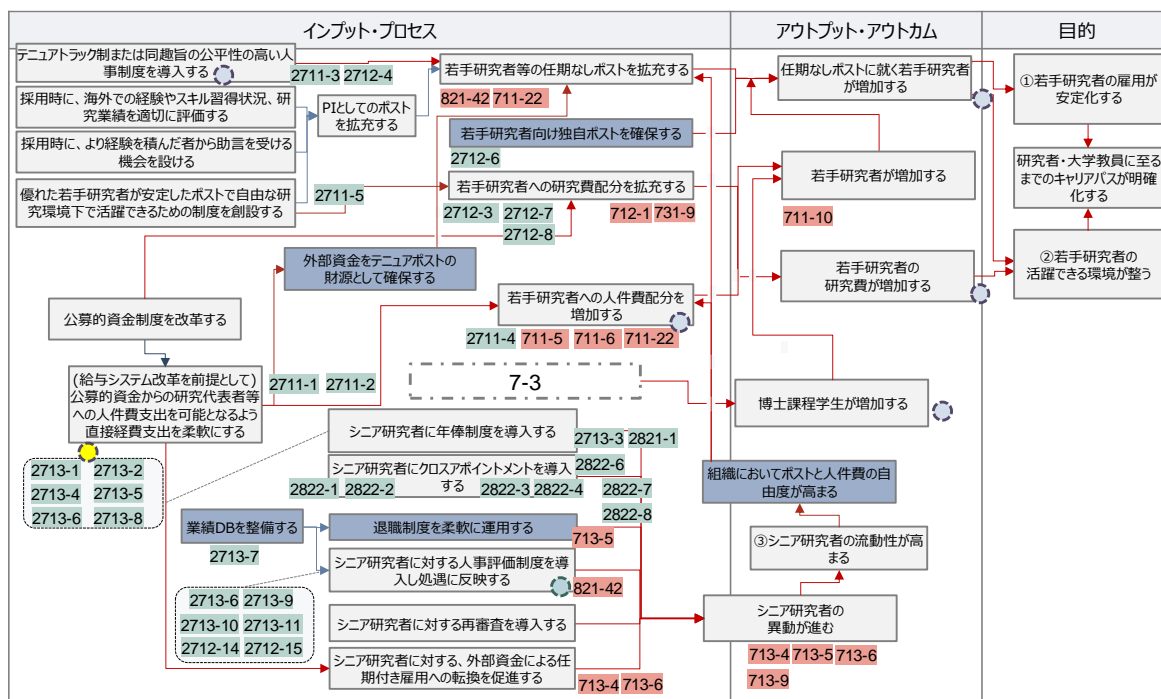 インプット・プロセス
アウトプット・アウトカム
目的
テニュアトラック制または同趣旨の公平性の高い人
事制度を導入する
2711-3 2712-4
採用時に、海外での経験やスキル習得状況、研
究業績を適切に評価する
採用時に、より経験を積んだ者から助言を受ける
機会を設ける
優れた若手研究者が安定したポストで自由な研
究環境下で活躍できるための制度を創設する
2711-5
PIとしてのポスト
を拡充する
若手研究者等の任期なしポストを拡充する
821-42 711-22
若手研究者向け独自ポストを確保する
2712-6
若手研究者への研究費配分を拡充する
2712-3 2712-7
2712-8
712-1 731-9
外部資金をテニュアポストの
財源として確保する
公募的資金制度を改革する
若手研究者への人件費配分を
増加する
2711-4 711-5 711-6 711-22
(給与システム改革を前提として)
公募的資金からの研究代表者等
への人件費支出を可能となるよう
直接経費支出を柔軟にする
2711-1 2711-2
2713-1 2713-2
2713-4 2713-5
2713-6 2713-8
7-3
シニア研究者に年俸制度を導入する
2713-3 2821-1
シニア研究者にクロスアポイントメントを導入
する
2822-6
2822-1 2822-2 2822-3 2822-4 2822-7
2822-8
業績DBを整備する
2713-7
退職制度を柔軟に運用する
713-5
シニア研究者に対する人事評価制度を導
入し処遇に反映する
821-42
2713-6 2713-9
2713-10 2713-11
2712-14 2712-15
シニア研究者に対する再審査を導入する
シニア研究者に対する、外部資金による任
期付き雇用への転換を促進する
713-4 713-6
任期なしポストに就く若手研究者
が増加する
若手研究者が増加する
711-10
若手研究者の
研究費が増加する
博士課程学生が増加する
組織においてポストと人件費の自
由度が高まる
③シニア研究者の流動性が高
まる
シニア研究者の
異動が進む
713-4 713-5 713-6
713-9
①若手研究者の雇用が
安定化する
研究者・大学教員に至る
までのキャリアパスが明確
化する
②若手研究者の
活躍できる環境が整う